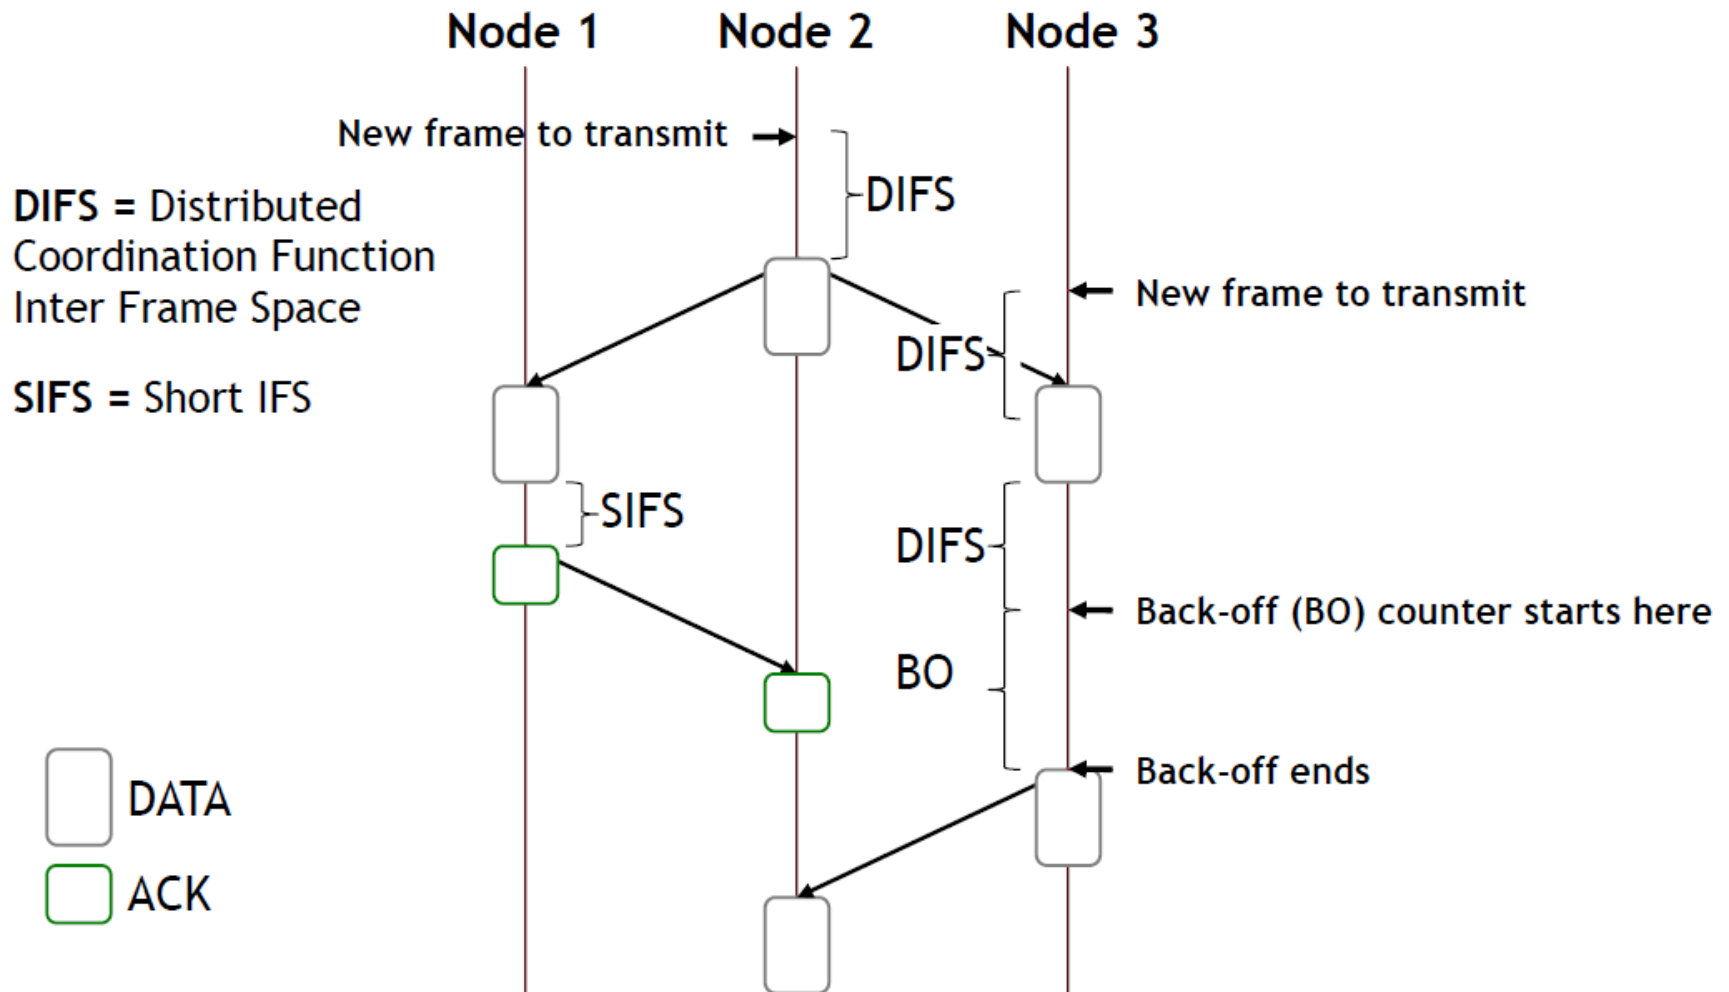 Node 1
Node 2
Node 3
New frame to transmit
DIFS
DIFS = Distributed
Coordination Function
Inter Frame Space
New frame to transmit
DIFS
SIFS = Short IFS
SIFS
DIFS
Back-off (BO) counter starts here
BO
Back-off ends
DATA
ACK